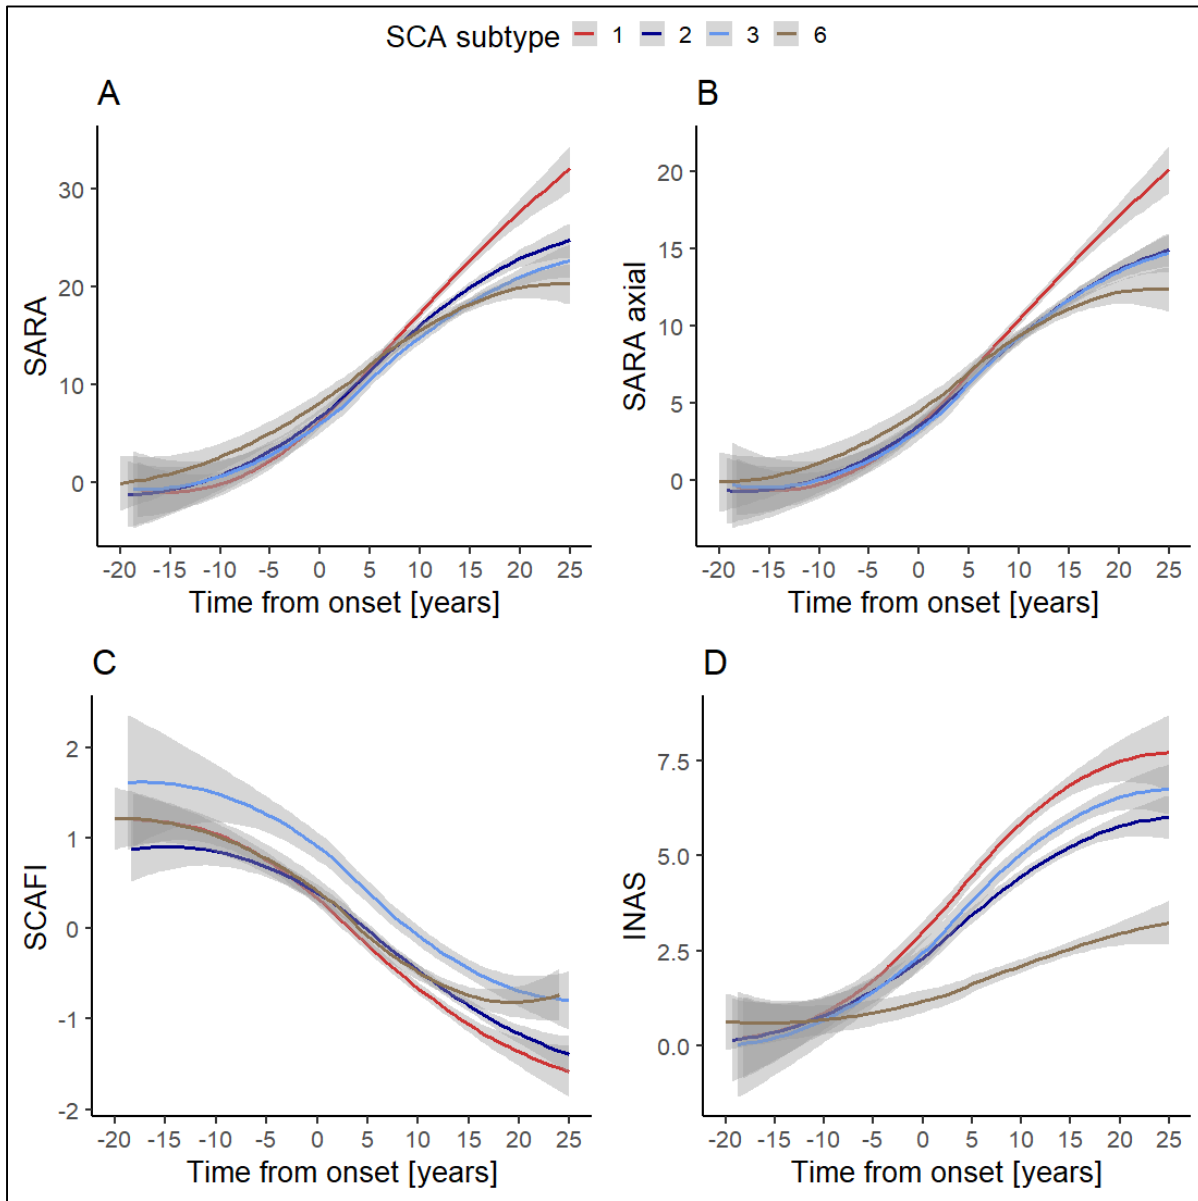 SCA subtype 1 2 3 6
A
SARA
30
20
10
0
-20 -15 -10 -5 0 5 10 15 20 25
Time from onset [years]
B
SARA axial
20
15
10
5
0
-20 -15 -10 -5 0 5 10 15 20 25
Time from onset [years]
C
SCAFI
2
1
0
-1
-2
-20 -15 -10 -5 0 5 10 15 20 25
Time from onset [years]
D
INAS
7.5
5.0
2.5
0.0
-20 -15 -10 -5 0 5 10 15 20 25
Time from onset [years]